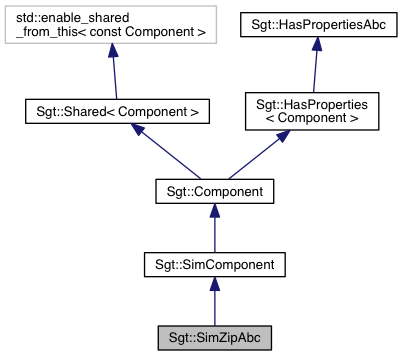 std::enable_shared
_from_this< const Component >
Sgt::HasPropertiesAbc
Sgt::Shared< Component >
Sgt::HasProperties
< Component >
Sgt::Component
Sgt::SimComponent
Sgt::SimZipAbc